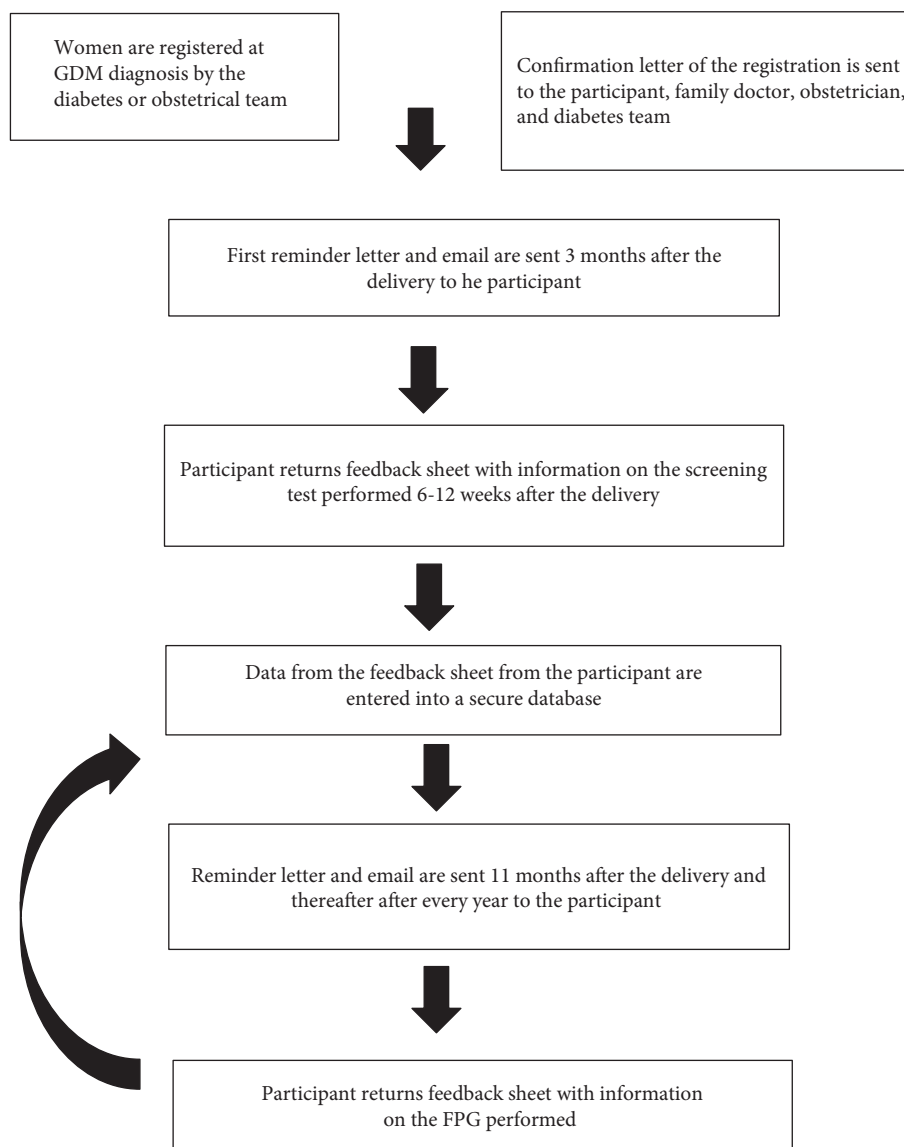 Women are registered at
GDM diagnosis by the
diabetes or obstetrical team
Confirmation letter of the registration is sent
to the participant, family doctor, obstetrician,
and diabetes team
First reminder letter and email are sent 3 months after the
delivery to he participant
Participant returns feedback sheet with information on the screening
test performed 6-12 weeks after the delivery
Data from the feedback sheet from the participant are
entered into a secure database
Reminder letter and email are sent 11 months after the delivery and
thereafter after every year to the participant
Participant returns feedback sheet with information
on the FPG performed